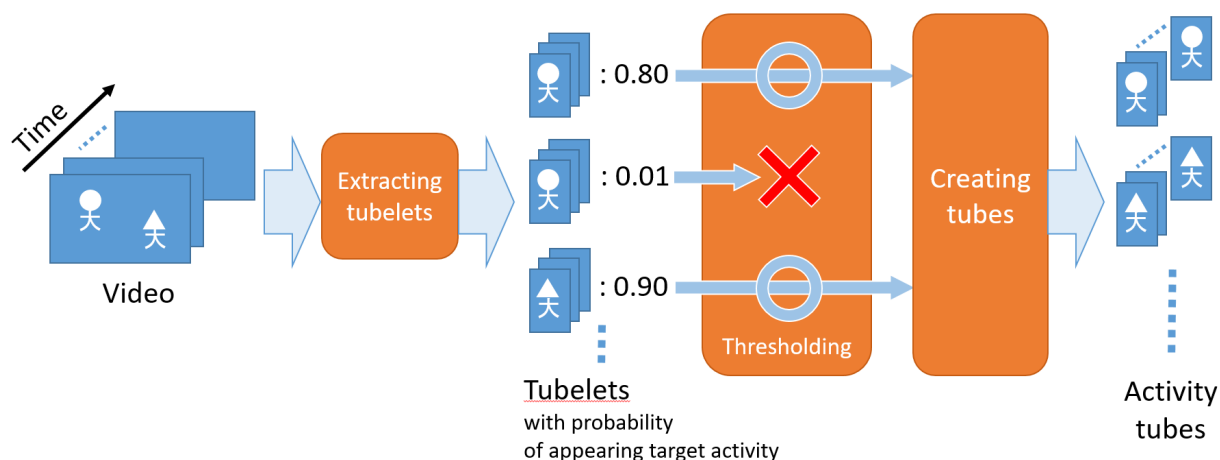 Time
Video
Extracting
tubelets
: 0.80
: 0.01
: 0.90
Tubelets
with probability
of appearing target activity
Thresholding
Creating
tubes
Activity
tubes